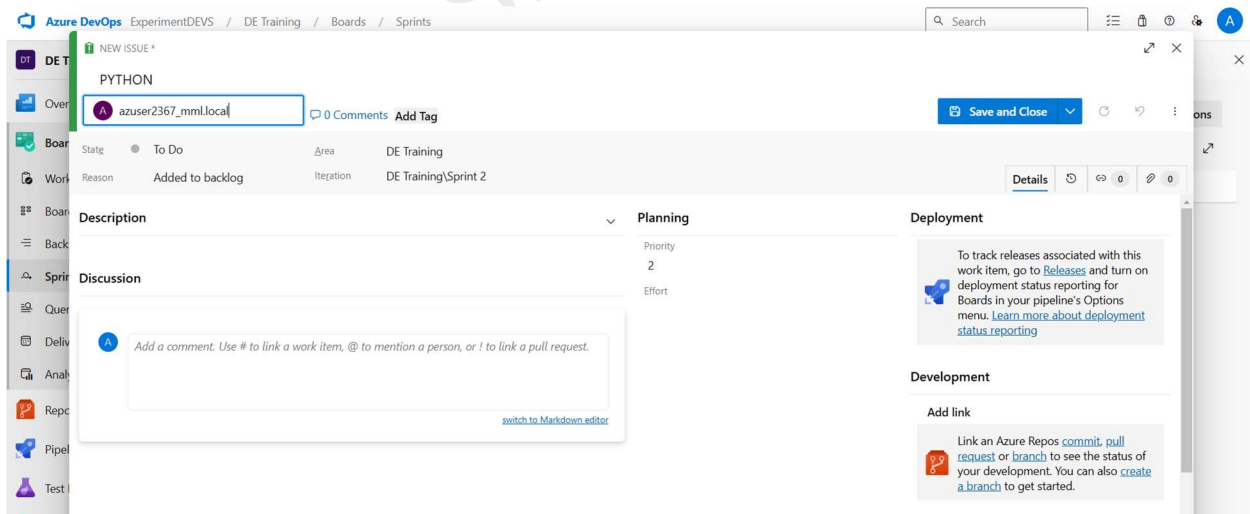 Azure DevOps ExperimentDEVS / DE Training / Boards / Sprints
Search
A
DT DE T
NEW ISSUE *
PYTHON
Over
A azuser2367_mml.local
0 Comments Add Tag
Save and Close
ons
Boar
State To Do
Area DE Training
Work
Reason Added to backlog
Iteration DE Training\Sprint 2
Details
0
0
Boar
Description
Planning
Deployment
Back
Priority
2
Effort
To track releases associated with this
work item, go to Releases and turn on
deployment status reporting for
Boards in your pipeline's Options
menu. Learn more about deployment
status reporting
Sprin
Discussion
Quer
Deliv
A
Add a comment. Use # to link a work item, @ to mention a person, or ! to link a pull request.
switch to Markdown editor
Analy
Development
Repo
Add link
Pipel
Link an Azure Repos commit, pull
request or branch to see the status of
your development. You can also create
a branch to get started.
Test